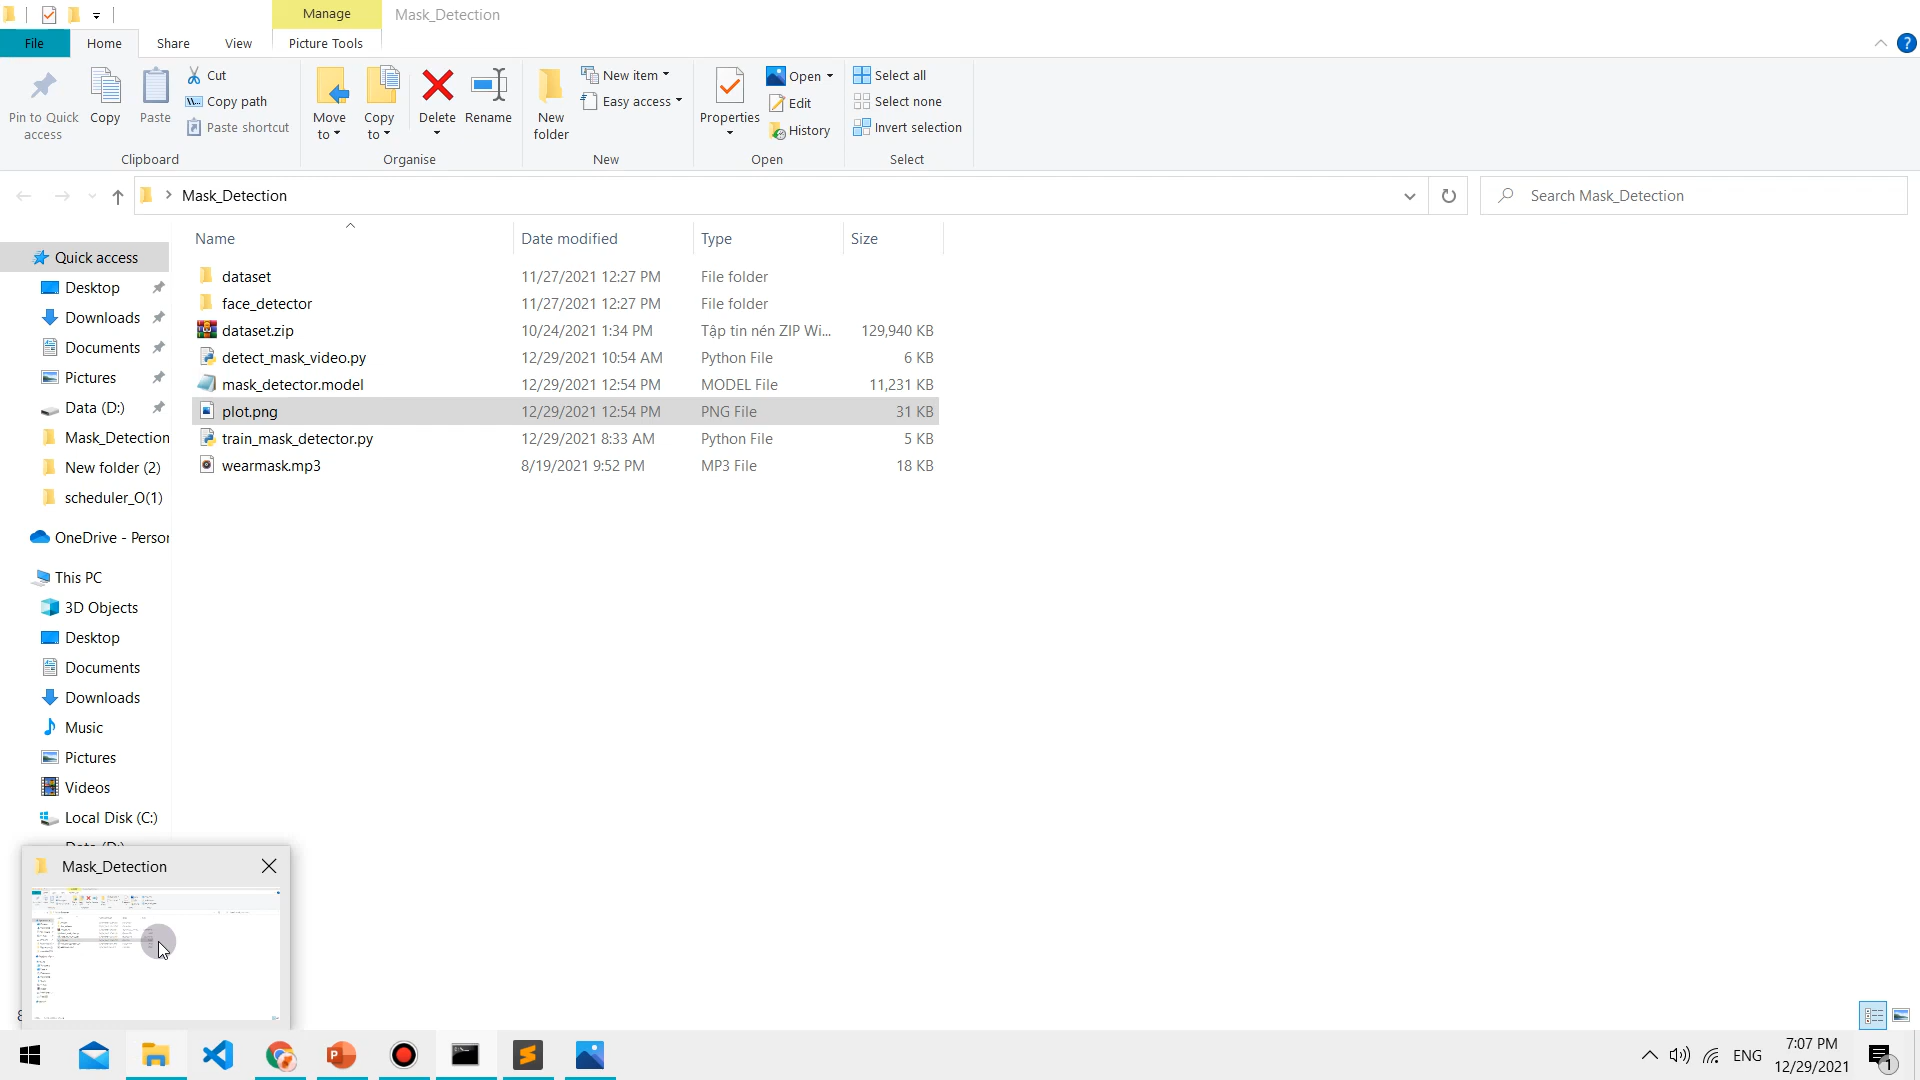 Manage
Mask_Detection
File
Home
Share
View
Picture Tools
Pin to Quick access
Copy
Paste
Cut
Copy path
Paste shortcut
Clipboard
Move to
Copy to
Delete
Rename
Organise
New folder
New item
Easy access
New
Properties
Open
Edit
History
Open
Select all
Select none
Invert selection
Select
Mask_Detection
Search Mask_Detection
Name Date modified Type Size
dataset 11/27/2021 12:27 PM File folder
face_detector 11/27/2021 12:27 PM File folder
dataset.zip 10/24/2021 1:34 PM Tập tin nén ZIP Wi... 129,940 KB
detect_mask_video.py 12/29/2021 10:54 AM Python File 6 KB
mask_detector.model 12/29/2021 12:54 PM MODEL File 11,231 KB
plot.png 12/29/2021 12:54 PM PNG File 31 KB
train_mask_detector.py 12/29/2021 8:33 AM Python File 5 KB
wearmask.mp3 8/19/2021 9:52 PM MP3 File 18 KB
Quick access
Desktop
Downloads
Documents
Pictures
Data (D:)
Mask_Detection
New folder (2)
scheduler_O(1)
OneDrive - Person
This PC
3D Objects
Desktop
Documents
Downloads
Music
Pictures
Videos
Local Disk (C:)
Data (D:)
Mask_Detection
8
ENG
7:07 PM
12/29/2021
1